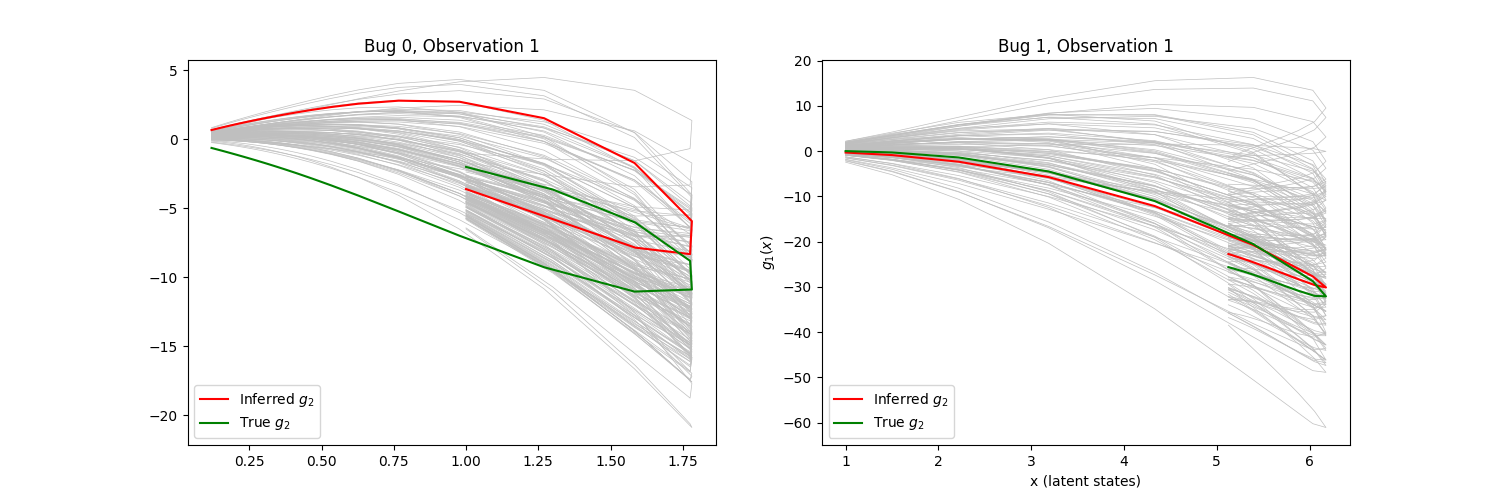 Bug 0, Observation 1
5
0
−5
−10
−15
−20
0.25 0.50 0.75 1.00 1.25 1.50 1.75
Inferred g₂
True g₂
Bug 1, Observation 1
20
10
0
−10
−20
−30
−40
−50
−60
g₁(x)
1 2 3 4 5 6
x (latent states)
Inferred g₂
True g₂